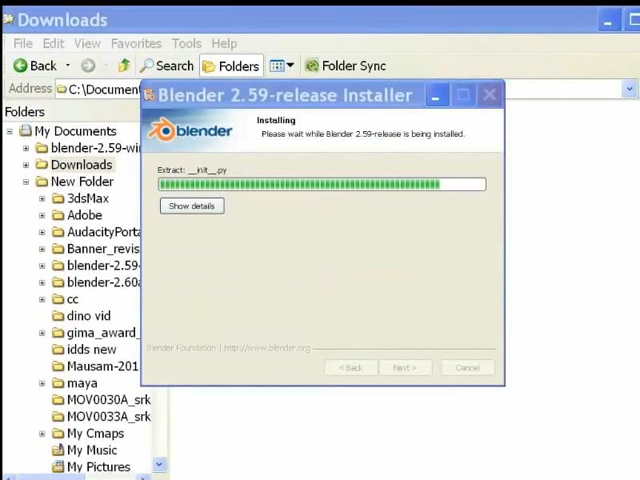 Downloads
File Edit View Favorites Tools Help
Back Search Folders Folder Sync
Address C:\Document
Folders
My Documents
blender-2.59-wi
Downloads
New Folder
3dsMax
Adobe
AudacityPorta
Banner_revis
blender-2.59-
blender-2.60a
cc
dino vid
gima_award_
idds new
Mausam-201
maya
MOV0030A_srk
MOV0033A_srk
My Cmaps
My Music
My Pictures
Blender 2.59-release Installer
blender
Installing
Please wait while Blender 2.59-release is being installed.
Extract: __init__.py
Show details
Blender Foundation | http://www.blender.org
< Back Next > Cancel